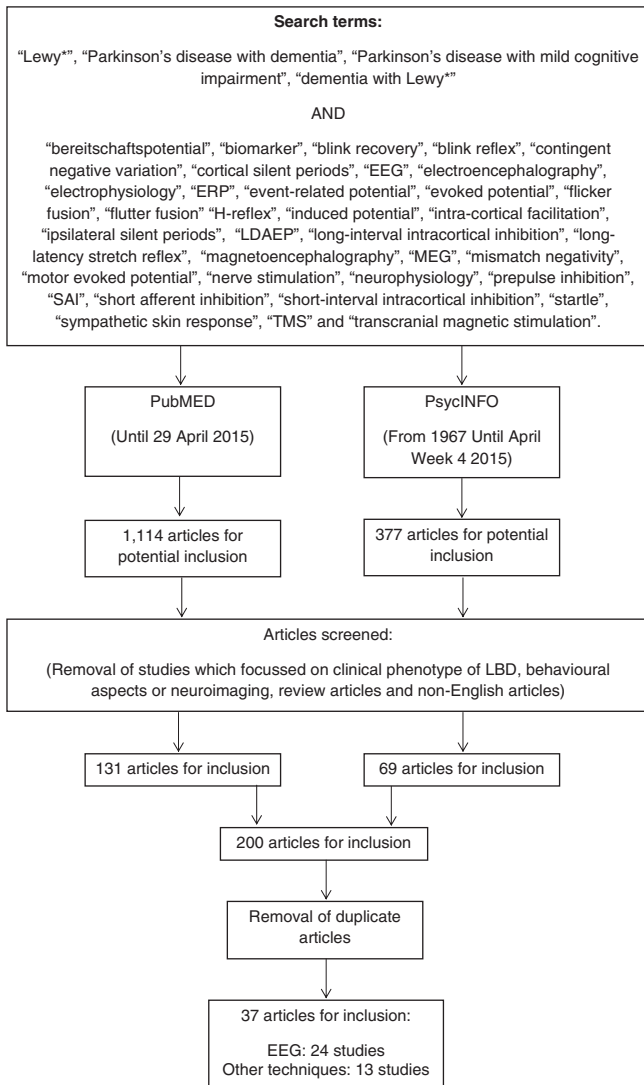 Search terms:
“Lewy*”, “Parkinson’s disease with dementia”, “Parkinson’s disease with mild cognitive
impairment”, “dementia with Lewy*”
AND
“bereitschaftspotential”, “biomarker”, “blink recovery”, “blink reflex”, “contingent
negative variation”, “cortical silent periods”, “EEG”, “electroencephalography”,
“electrophysiology”, “ERP”, “event-related potential”, “evoked potential”, “flicker
fusion”, “flutter fusion” “H-reflex”, “induced potential”, “intra-cortical facilitation”,
“ipsilateral silent periods”, “LDAEP”, “long-interval intracortical inhibition”, “long-
latency stretch reflex”, “magnetoencephalography”, “MEG”, “mismatch negativity”,
“motor evoked potential”, “nerve stimulation”, “neurophysiology”, “prepulse inhibition”,
“SAI”, “short afferent inhibition”, “short-interval intracortical inhibition”, “startle”,
“sympathetic skin response”, “TMS” and “transcranial magnetic stimulation”.
PubMED
(Until 29 April 2015)
PsycINFO
(From 1967 Until April
Week 4 2015)
1,114 articles for
potential inclusion
377 articles for potential
inclusion
Articles screened:
(Removal of studies which focussed on clinical phenotype of LBD, behavioural
aspects or neuroimaging, review articles and non-English articles)
131 articles for inclusion
69 articles for inclusion
200 articles for inclusion
Removal of duplicate
articles
37 articles for inclusion:
EEG: 24 studies
Other techniques: 13 studies